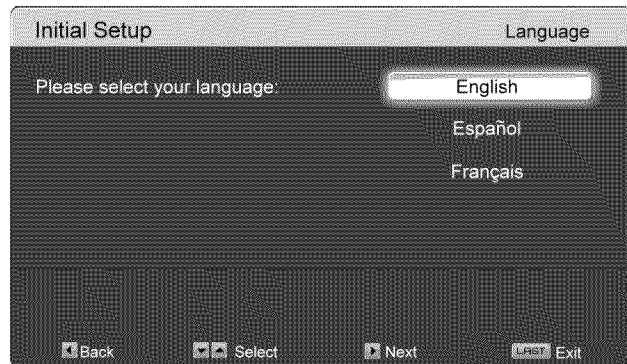 Initial Setup Language
Please select your language: English
Español
Français
Back Select Next LAST Exit